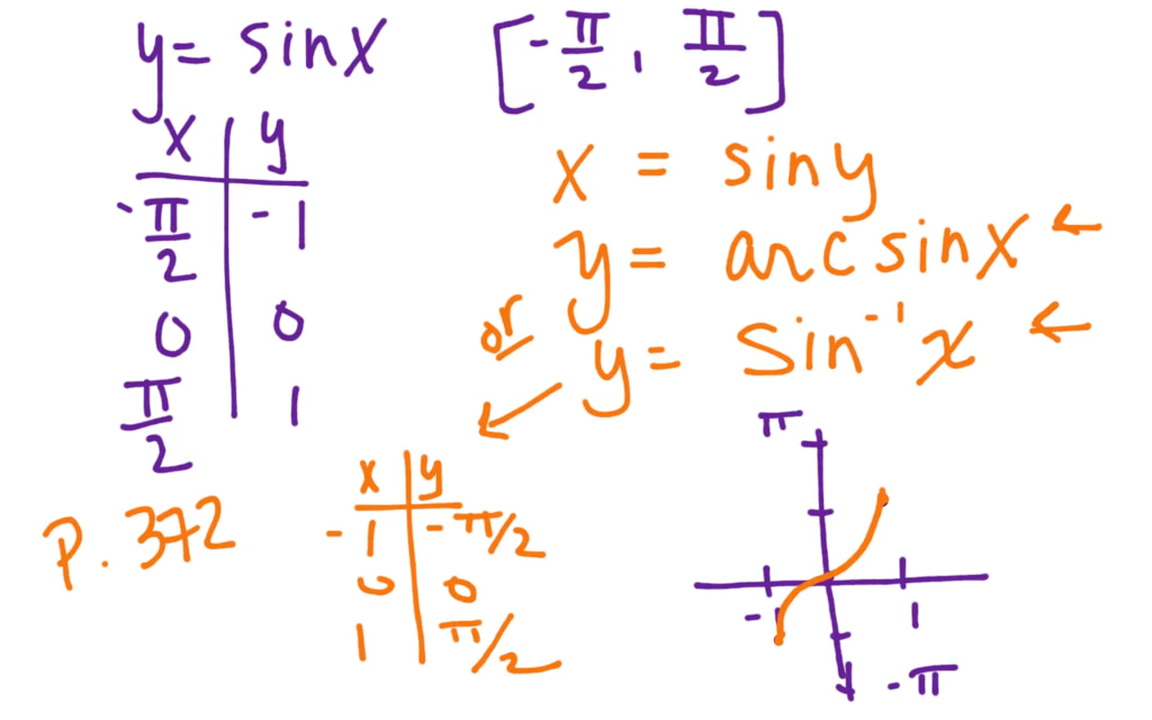 y = sinx [-π/2, π/2]
x | y
-π/2 | -1
0 | 0
π/2 | 1
x = siny
y = arcsinx ←
or y = sin⁻¹x ←
P. 372
x | y
-1 | -π/2
0 | 0
1 | π/2
π
-1 1
-π